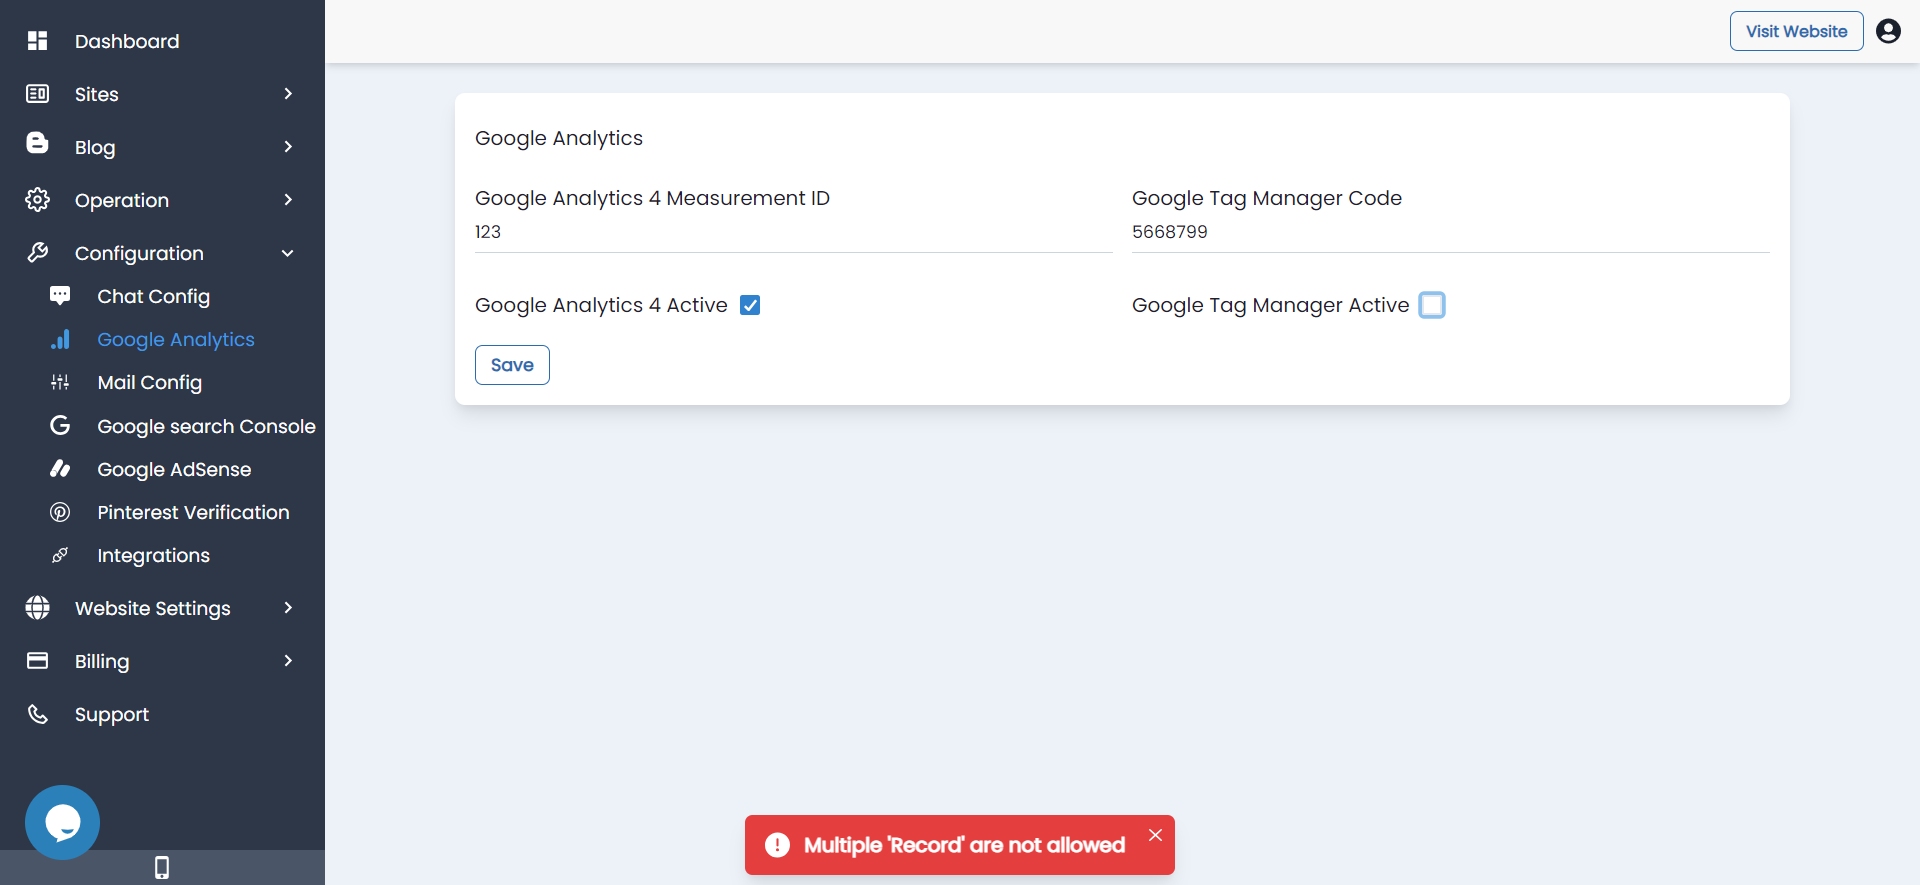 Dashboard
Sites
Blog
Operation
Configuration
Chat Config
Google Analytics
Mail Config
Google search Console
Google AdSense
Pinterest Verification
Integrations
Website Settings
Billing
Support
Visit Website
Google Analytics
Google Analytics 4 Measurement ID
123
Google Tag Manager Code
5668799
Google Analytics 4 Active
Google Tag Manager Active
Save
Multiple 'Record' are not allowed